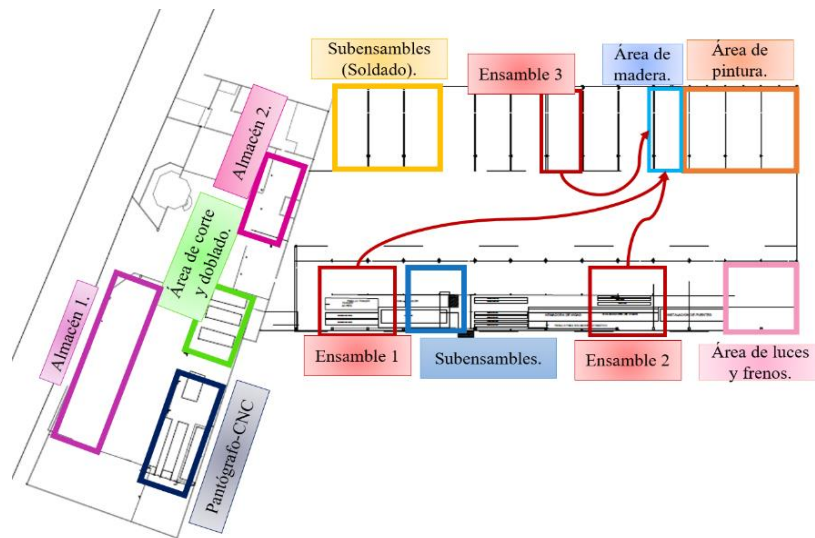 Subensambles
(Soldado).
Ensamble 3
Área de
madera.
Área de
pintura.
Almacén 2.
Área de corte
y doblado.
Almacén 1.
Pantógrafo-CNC
Ensamble 1
Subensambles.
Ensamble 2
Área de luces
y frenos.